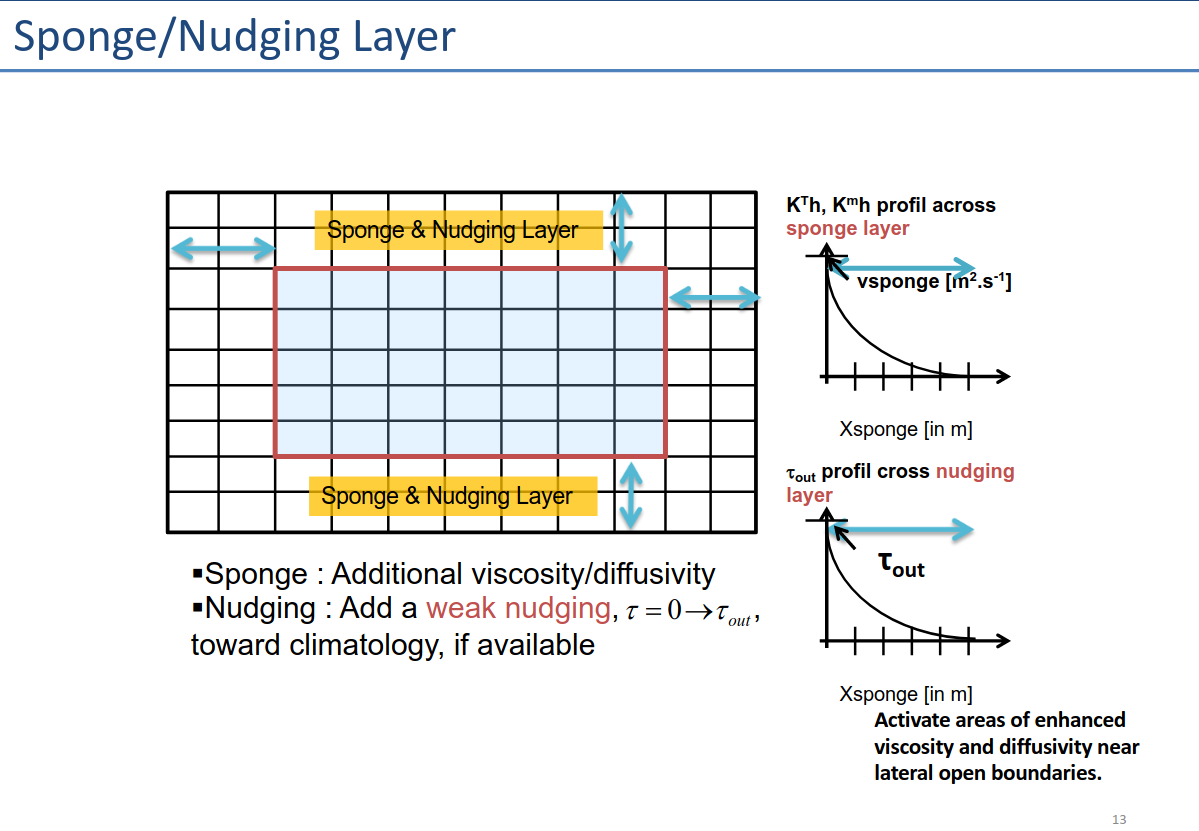 Sponge/Nudging Layer
Sponge & Nudging Layer
Sponge & Nudging Layer
▪Sponge : Additional viscosity/diffusivity
▪Nudging : Add a weak nudging, τ = 0→τout,
toward climatology, if available
Kᵀh, Kᵐh profil across
sponge layer
vsponge [m².s⁻¹]
Xsponge [in m]
τout profil cross nudging
layer
τout
Xsponge [in m]
Activate areas of enhanced
viscosity and diffusivity near
lateral open boundaries.
13